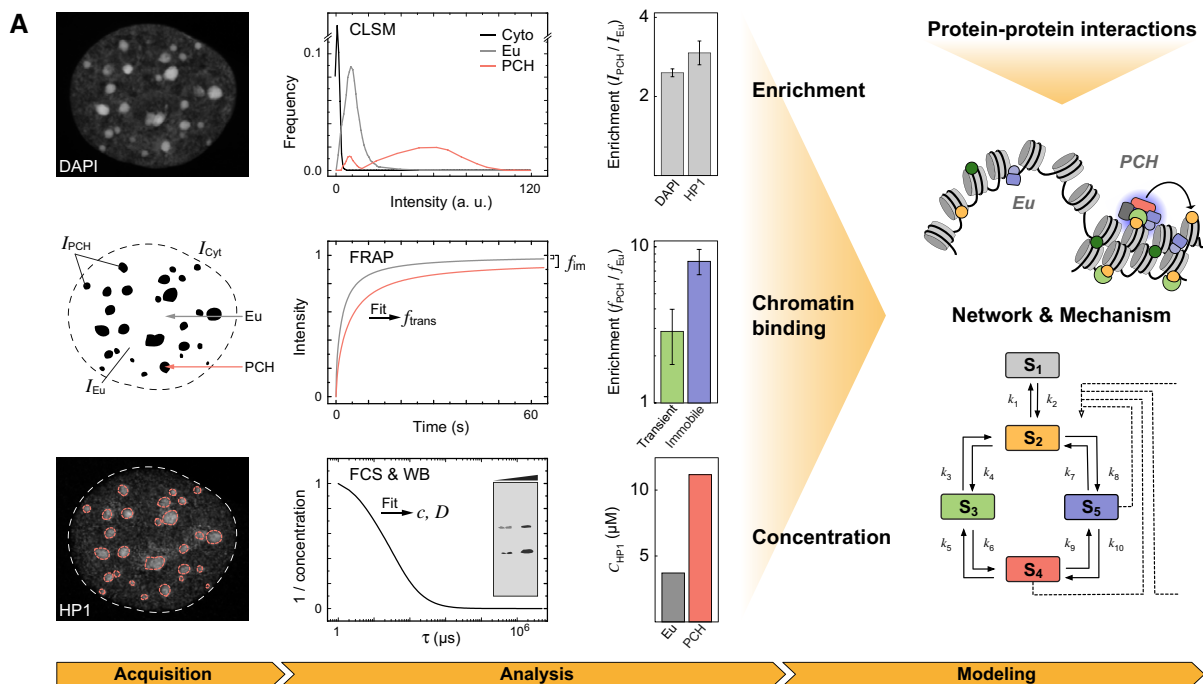 A
DAPI
CLSM
Cyto
Eu
PCH
Frequency
0.1
0.0
0
120
Intensity (a. u.)
Enrichment (I_PCH / I_Eu)
4
2
DAPI
HP1
Enrichment
Protein-protein interactions
Eu
PCH
I_PCH
I_Cyt
Eu
PCH
I_Eu
FRAP
f_im
Fit
f_trans
Intensity
1
0
0
20
40
60
Time (s)
Enrichment (f_PCH / f_Eu)
10
1
Transient
Immobile
Chromatin
binding
Network & Mechanism
S1
k1
k2
S2
k3
k4
k7
k8
S3
S5
k5
k6
k9
k10
S4
HP1
FCS & WB
Fit
c, D
1 / concentration
1
0
1
10^6
τ (µs)
C_HP1 (µM)
10
5
Eu
PCH
Concentration
Acquisition
Analysis
Modeling